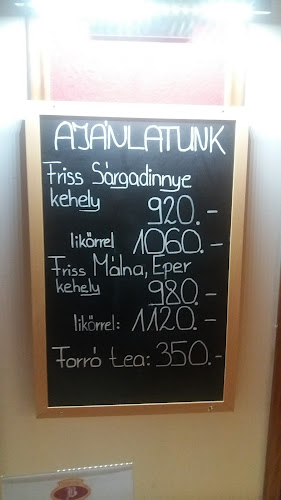 AJÁNLATUNK
Friss Sárgadinnye
kehely
920.-
likőrrel 1060.-
Friss Málna, Eper
kehely 980.-
likőrrel: 1120.-
Forró tea: 350.-